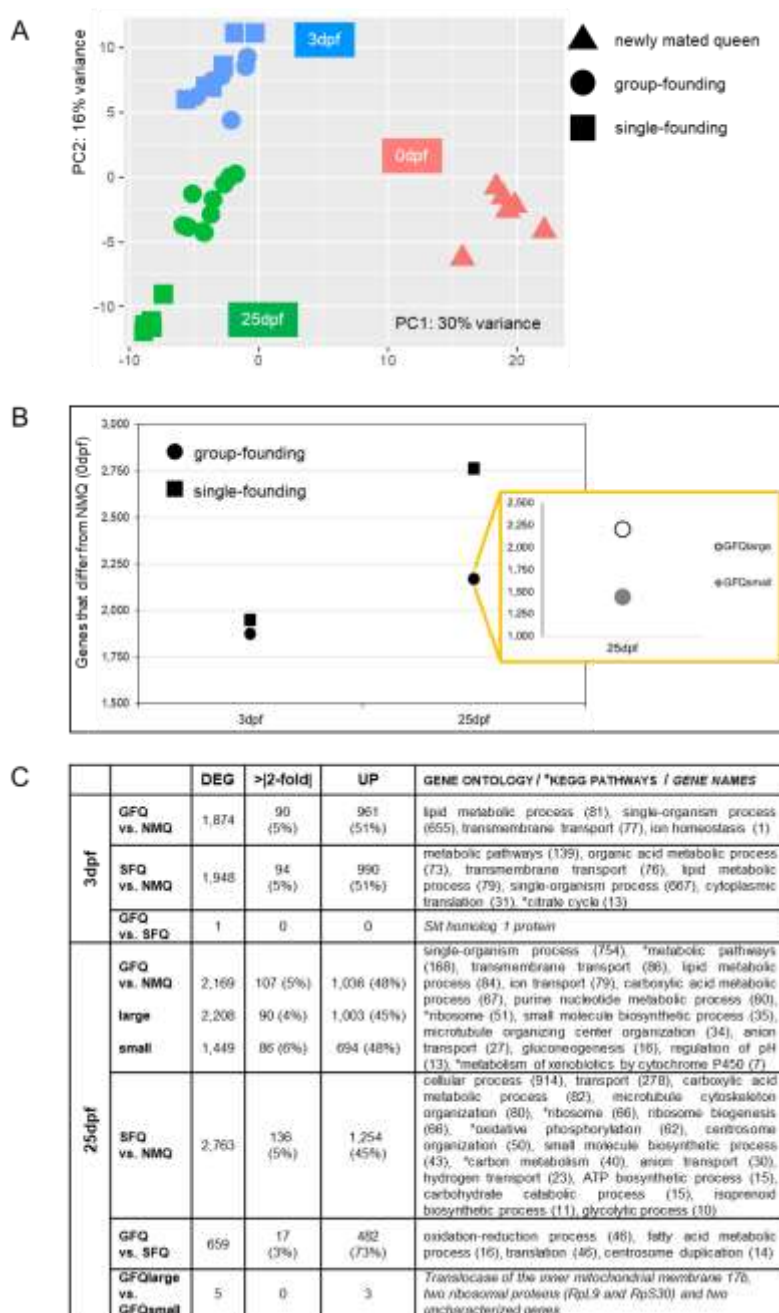 A
3dpf
newly mated queen
group-founding
single-founding
0dpf
25dpf
PC1: 30% variance
PC2: 16% variance
10
5
0
-5
-10
-10
0
10
20
B
Genes that differ from NMQ (0dpf)
3,000
2,750
2,500
2,250
2,000
1,750
1,500
group-founding
single-founding
3dpf
25dpf
2,500
2,250
2,000
1,750
1,500
1,250
1,000
GFQlarge
GFQsmall
25dpf
C
DEG >|2-fold| UP GENE ONTOLOGY / *KEGG PATHWAYS / GENE NAMES
3dpf
GFQ vs. NMQ 1,874 90 (5%) 961 (51%)
lipid metabolic process (81), single-organism process
(655), transmembrane transport (77), ion homeostasis (1)
SFQ vs. NMQ 1,948 94 (5%) 990 (51%)
metabolic pathways (139), organic acid metabolic process
(73), transmembrane transport (76), lipid metabolic
process (79), single-organism process (667), cytoplasmic
translation (31), *citrate cycle (13)
GFQ vs. SFQ 1 0 0 Slit homolog 1 protein
25dpf
GFQ vs. NMQ 2,169 107 (5%) 1,036 (48%)
large 2,208 90 (4%) 1,003 (45%)
small 1,449 86 (6%) 694 (48%)
single-organism process (754), *metabolic pathways
(168), transmembrane transport (86), lipid metabolic
process (84), ion transport (79), carboxylic acid metabolic
process (67), purine nucleotide metabolic process (60),
*ribosome (51), small molecule biosynthetic process (35),
microtubule organizing center organization (34), anion
transport (27), gluconeogenesis (16), regulation of pH
(13), *metabolism of xenobiotics by cytochrome P450 (7)
SFQ vs. NMQ 2,763 136 (5%) 1,254 (45%)
cellular process (914), transport (278), carboxylic acid
metabolic process (82), microtubule cytoskeleton
organization (80), *ribosome (66), ribosome biogenesis
(66), *oxidative phosphorylation (62), centrosome
organization (50), small molecule biosynthetic process
(43), *carbon metabolism (40), anion transport (30),
hydrogen transport (23), ATP biosynthetic process (15),
carbohydrate catabolic process (15), isoprenoid
biosynthetic process (11), glycolytic process (10)
GFQ vs. SFQ 659 17 (3%) 482 (73%)
oxidation-reduction process (46), fatty acid metabolic
process (16), translation (46), centrosome duplication (14)
GFQlarge vs. GFQsmall 5 0 3
Translocase of the inner mitochondrial membrane 17b,
two ribosomal proteins (RpL9 and RpS30) and two
uncharacterized genes